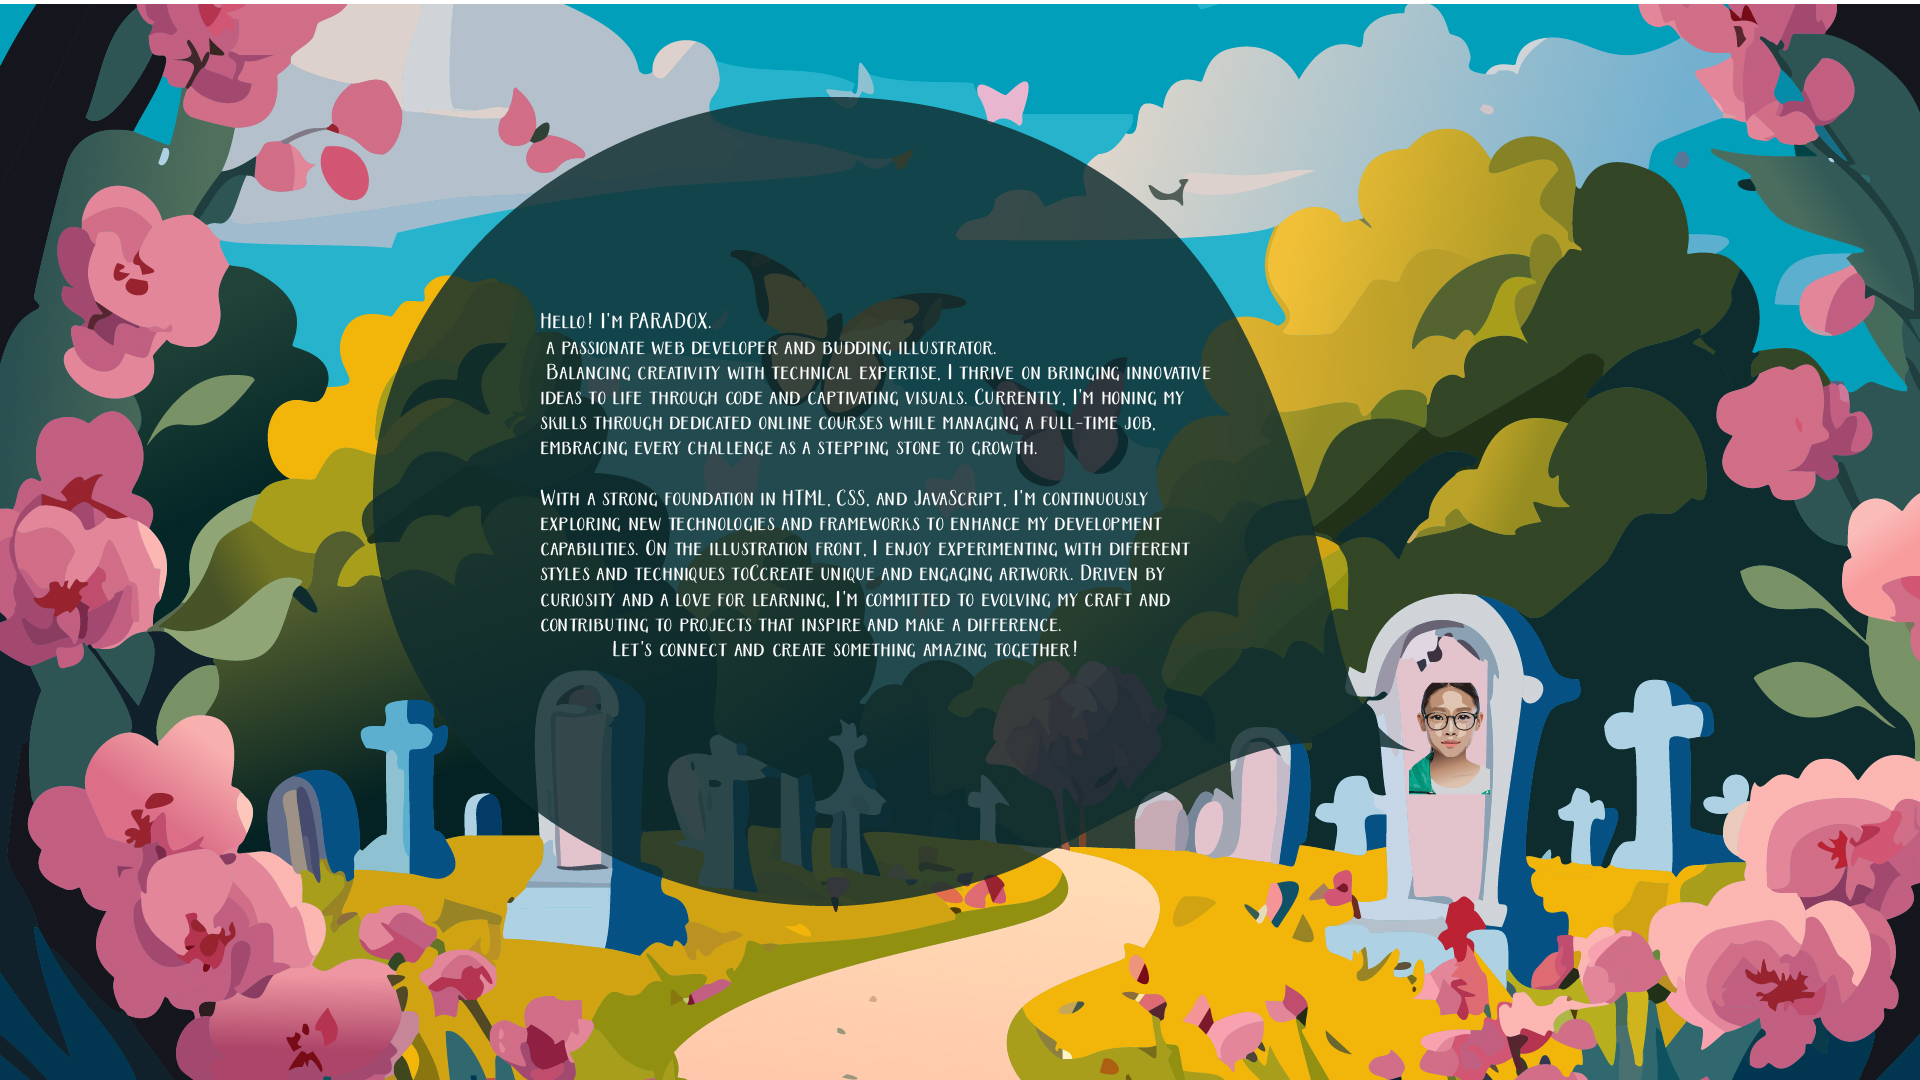 Hello! I'm PARADOX.
a passionate web developer and budding illustrator.
Balancing creativity with technical expertise, I thrive on bringing innovative
ideas to life through code and captivating visuals. Currently, I'm honing my
skills through dedicated online courses while managing a full-time job,
embracing every challenge as a stepping stone to growth.
With a strong foundation in HTML, CSS, and JavaScript, I'm continuously
exploring new technologies and frameworks to enhance my development
capabilities. On the illustration front, I enjoy experimenting with different
styles and techniques toCcreate unique and engaging artwork. Driven by
curiosity and a love for learning, I'm committed to evolving my craft and
contributing to projects that inspire and make a difference.
Let's connect and create something amazing together!